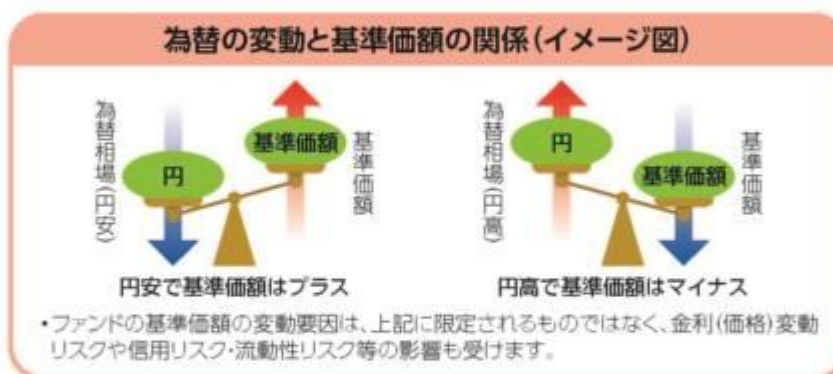 為替の変動と基準価額の関係(イメージ図)
為替相場(円安)
円
基準価額
基準価額
円安で基準価額はプラス
為替相場(円高)
円
基準価額
基準価額
円高で基準価額はマイナス
・ファンドの基準価額の変動要因は、上記に限定されるものではなく、金利(価格)変動
リスクや信用リスク・流動性リスク等の影響も受けます。